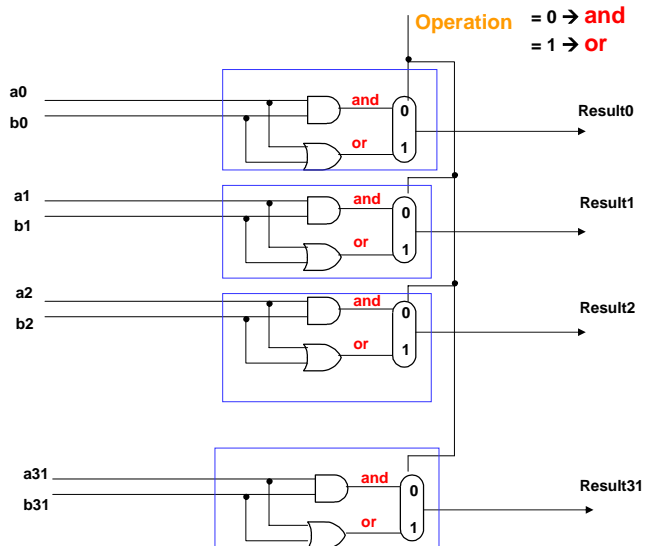 Operation = 0 → and
= 1 → or
a0
b0
and
or
0
1
Result0
a1
b1
and
or
0
1
Result1
a2
b2
and
or
0
1
Result2
a31
b31
and
or
0
1
Result31